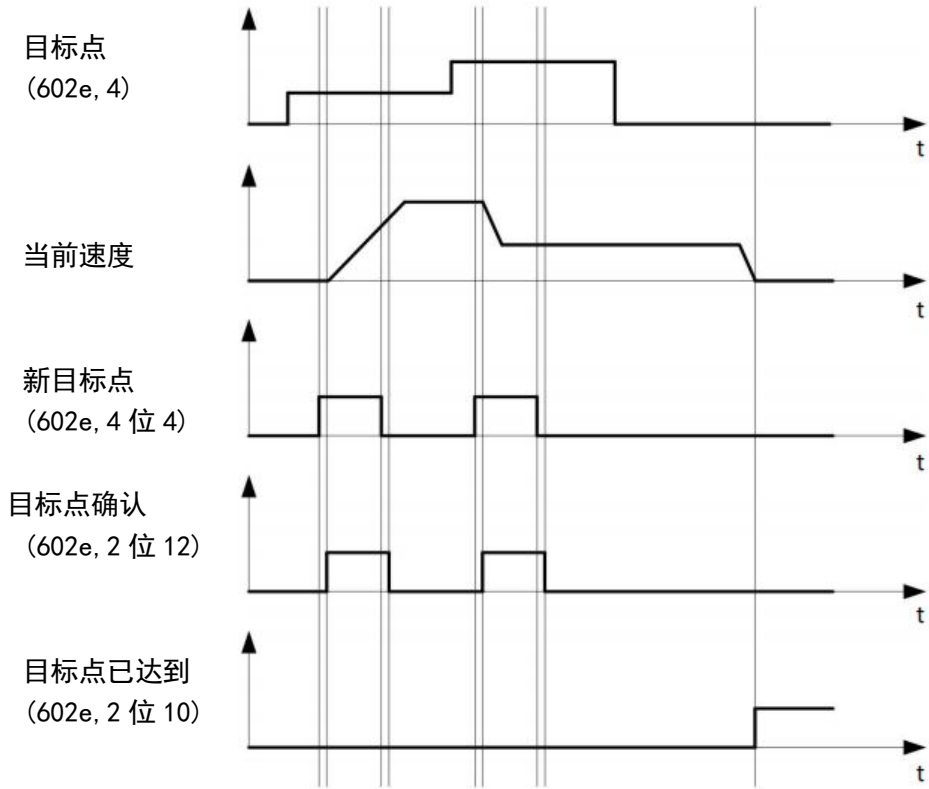 目标点
(602e, 4)
t
当前速度
t
新目标点
(602e, 4 位 4)
t
目标点确认
(602e, 2 位 12)
t
目标点已达到
(602e, 2 位 10)
t